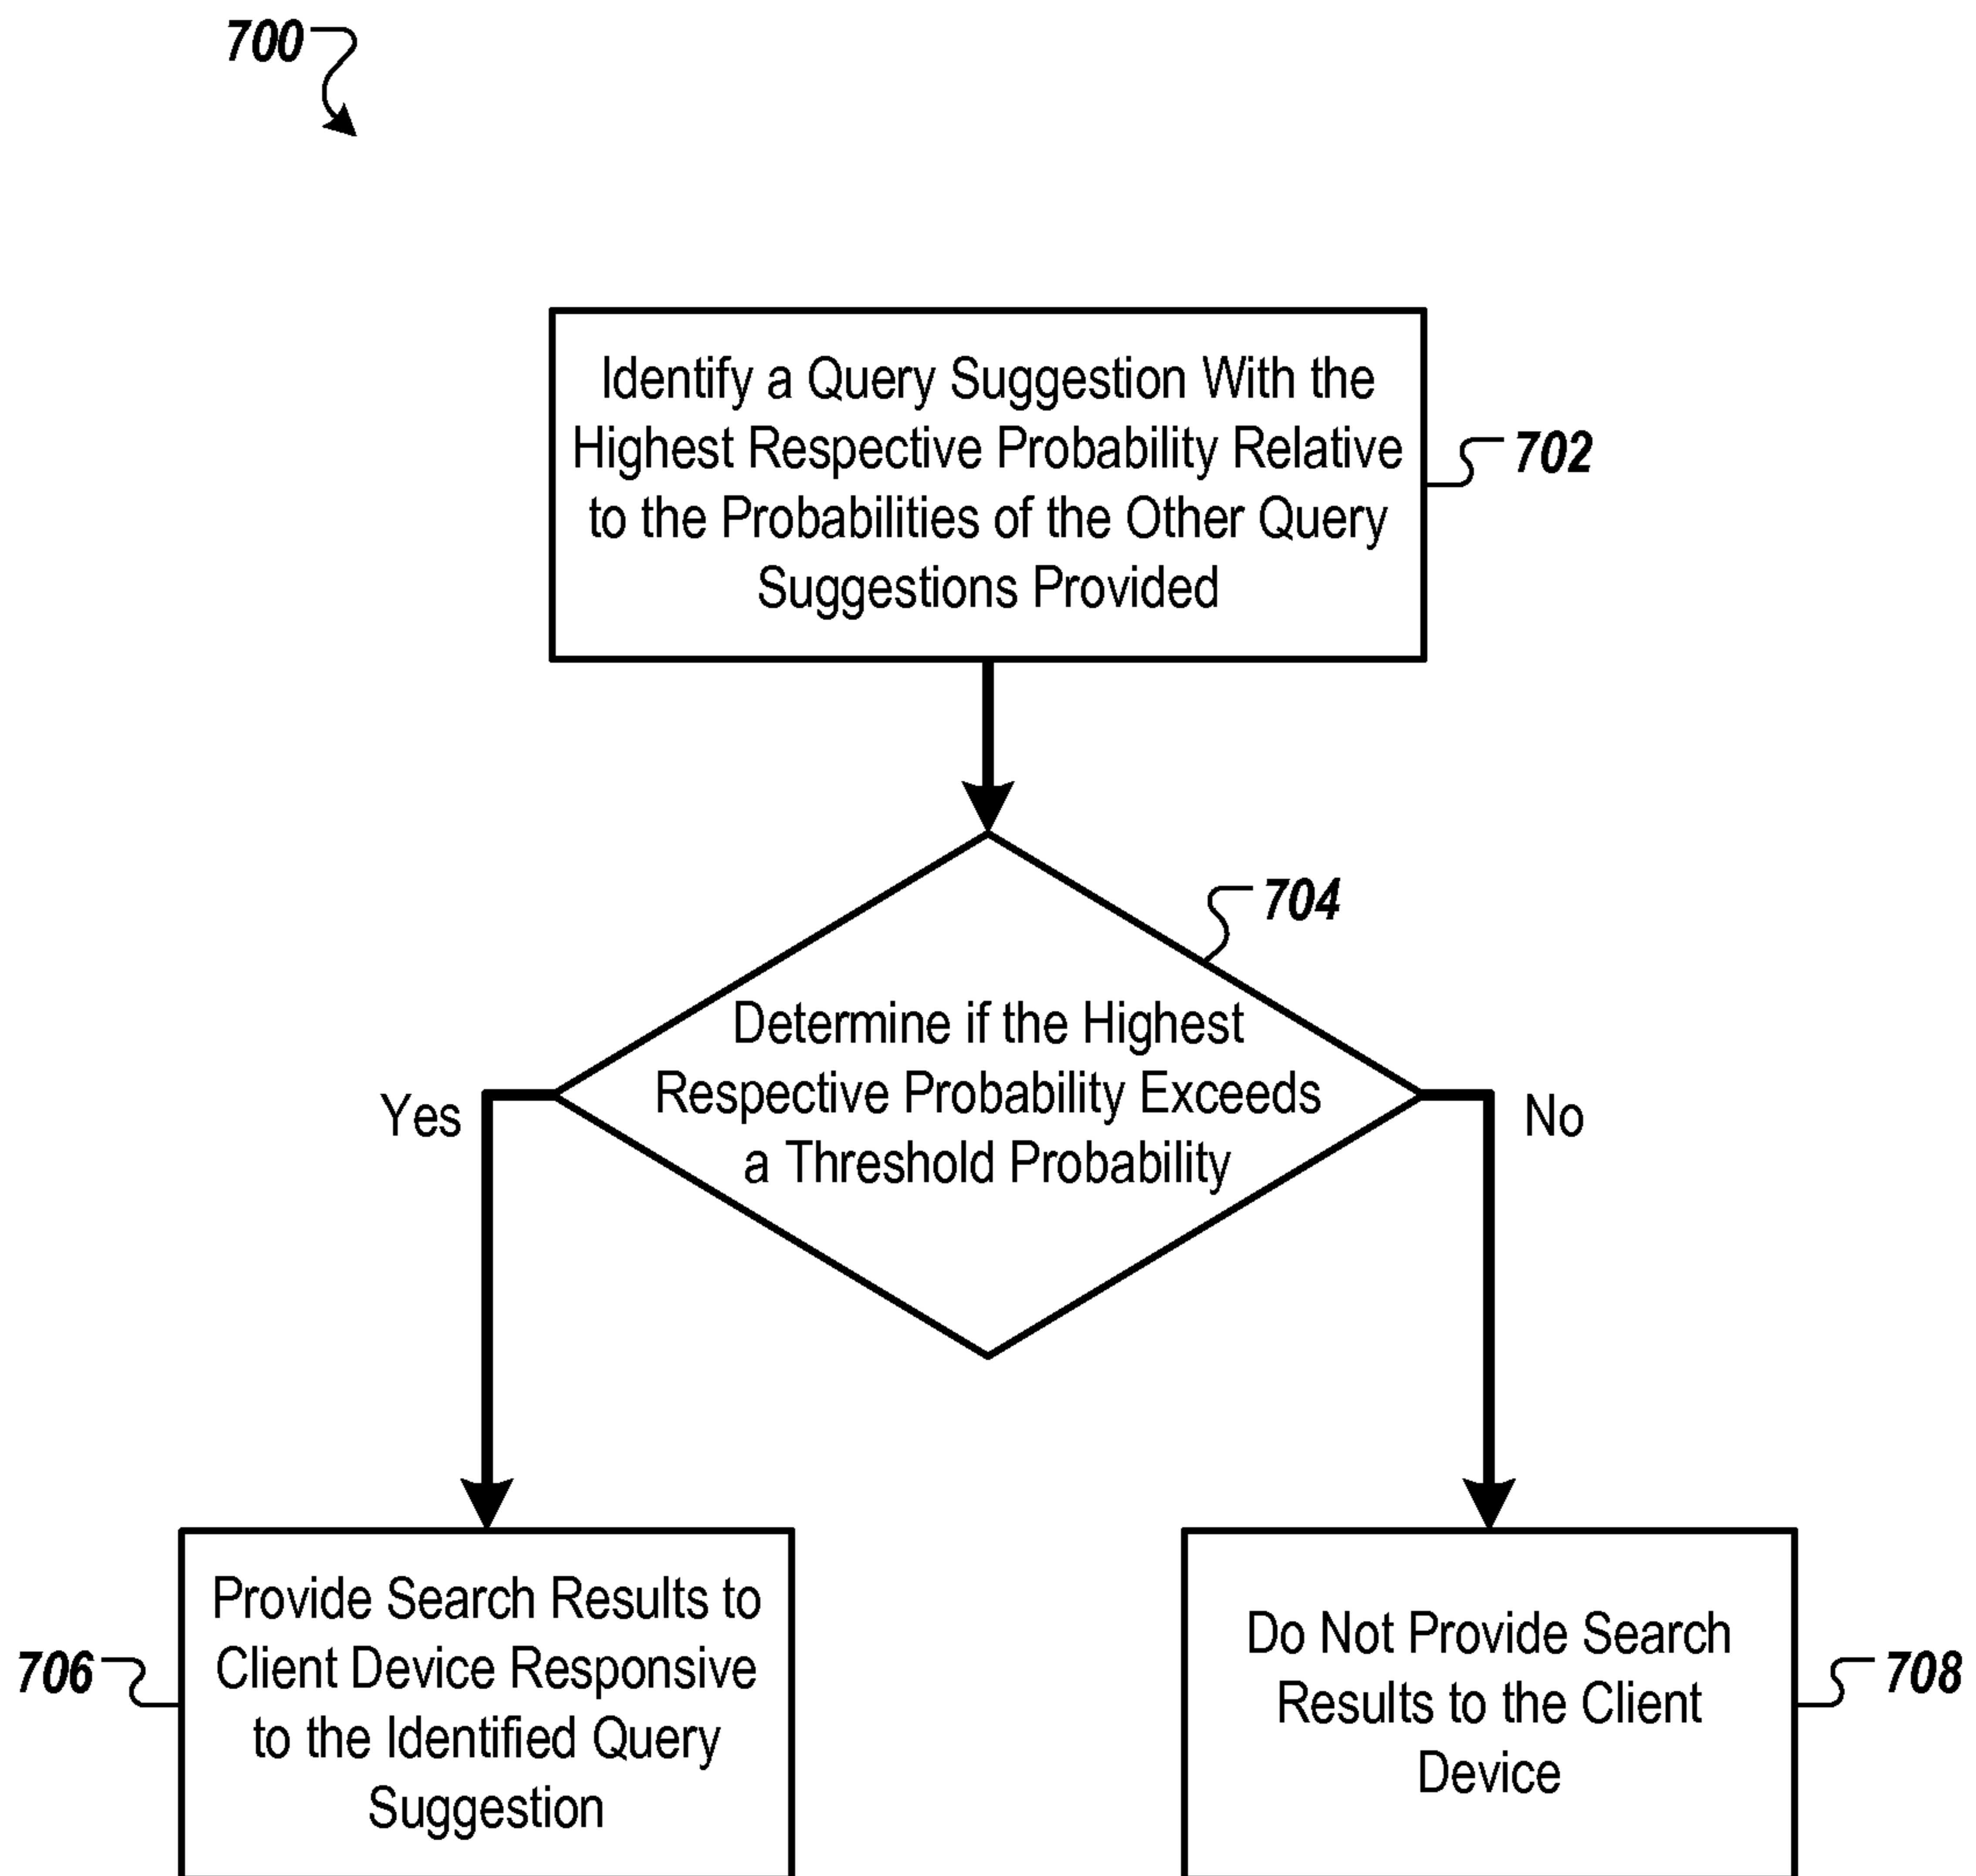 700
Identify a Query Suggestion With the
Highest Respective Probability Relative
to the Probabilities of the Other Query
Suggestions Provided
702
704
Determine if the Highest
Respective Probability Exceeds
a Threshold Probability
Yes
No
Provide Search Results to
Client Device Responsive
to the Identified Query
Suggestion
706
Do Not Provide Search
Results to the Client
Device
708